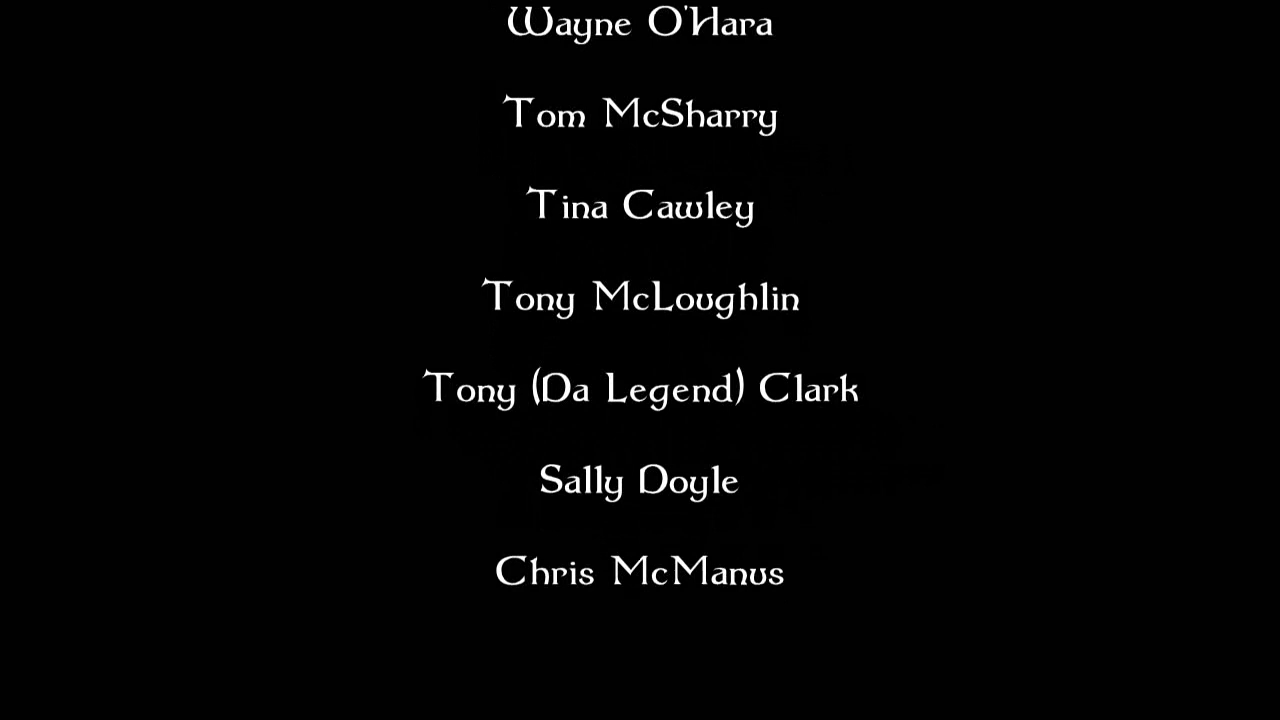 Wayne O'Hara
Tom McSharry
Tina Cawley
Tony McLoughlin
Tony (Da Legend) Clark
Sally Doyle
Chris McManus